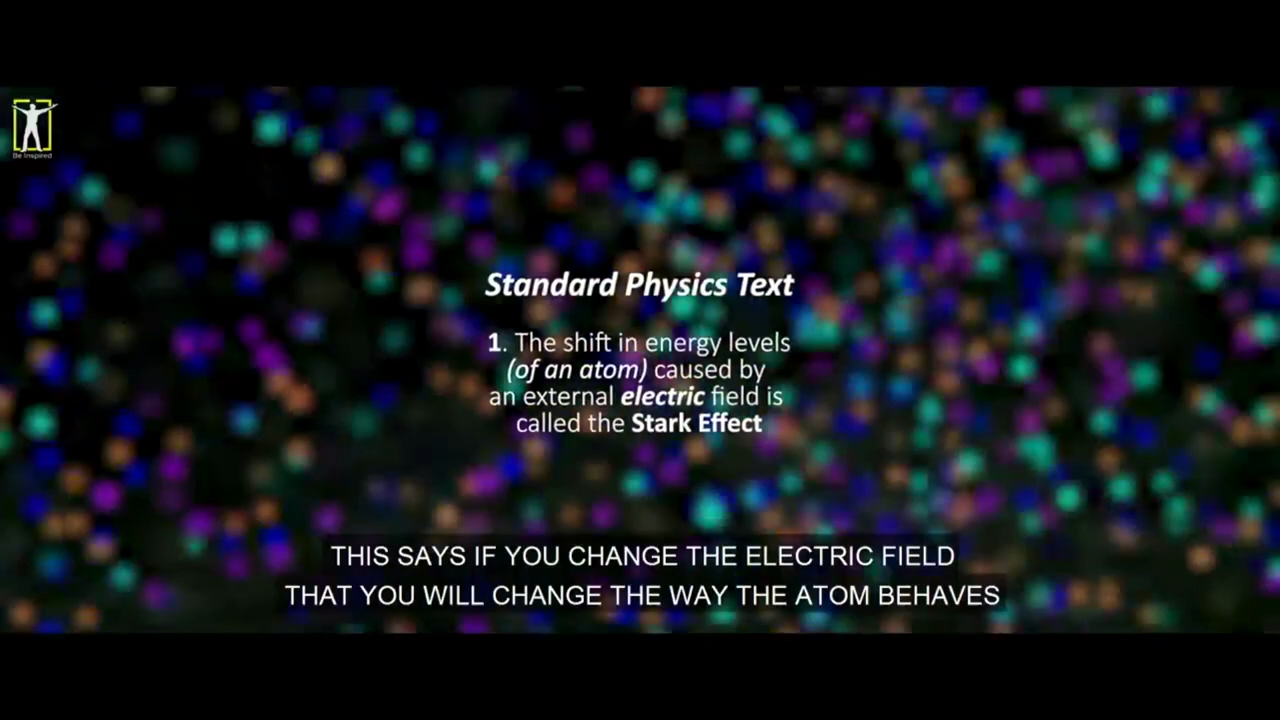 Be Inspired
Standard Physics Text
1. The shift in energy levels
(of an atom) caused by
an external electric field is
called the Stark Effect
THIS SAYS IF YOU CHANGE THE ELECTRIC FIELD
THAT YOU WILL CHANGE THE WAY THE ATOM BEHAVES